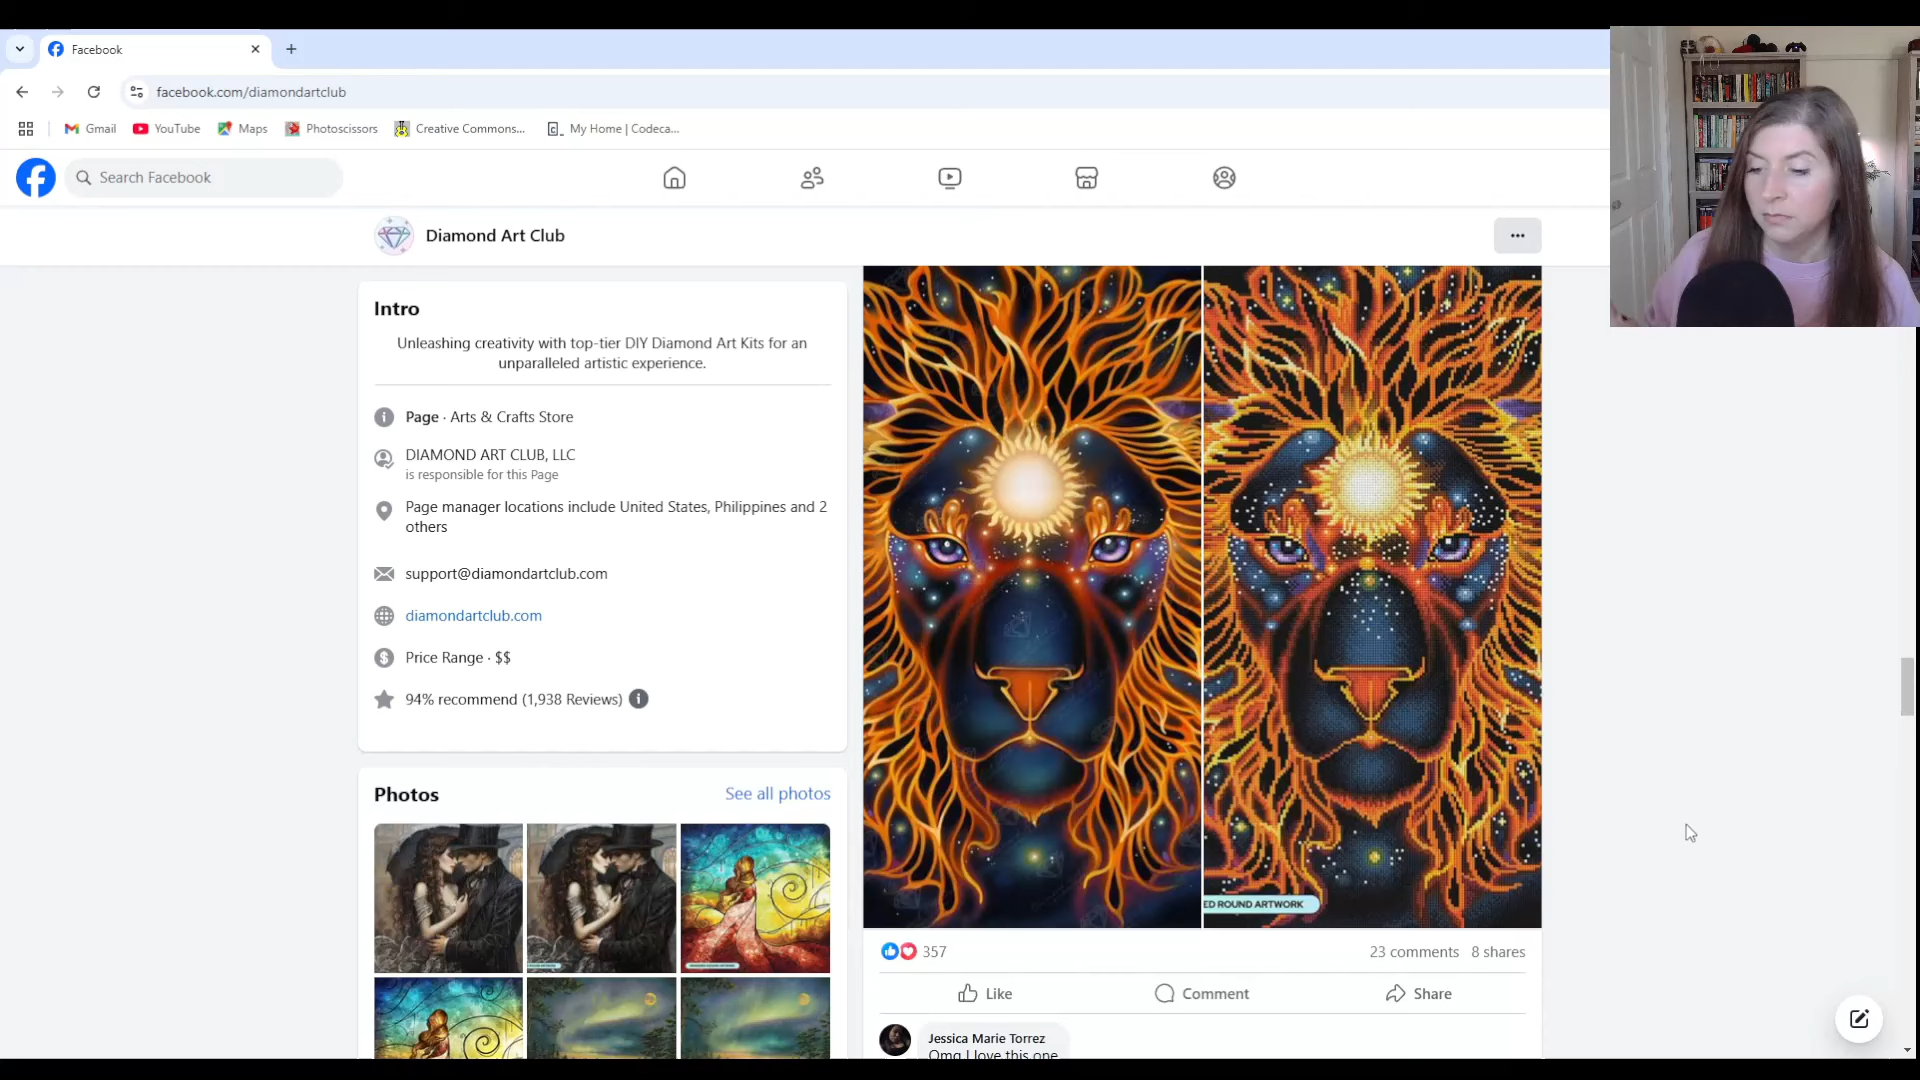 Facebook
facebook.com/diamondartclub
Gmail
YouTube
Maps
Photoscissors
Creative Commons...
My Home | Codeca...
Search Facebook
Diamond Art Club
Intro
Unleashing creativity with top-tier DIY Diamond Art Kits for an
unparalleled artistic experience.
Page · Arts & Crafts Store
DIAMOND ART CLUB, LLC
is responsible for this Page
Page manager locations include United States, Philippines and 2
others
support@diamondartclub.com
diamondartclub.com
Price Range · $$
94% recommend (1,938 Reviews)
Photos
See all photos
ED ROUND ARTWORK
357
23 comments 8 shares
Like
Comment
Share
Jessica Marie Torrez
Omg I love this one